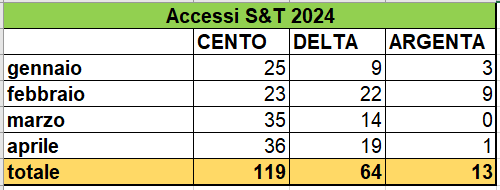 Accessi S&T 2024
CENTO DELTA ARGENTA
gennaio 25 9 3
febbraio 23 22 9
marzo 35 14 0
aprile 36 19 1
totale 119 64 13